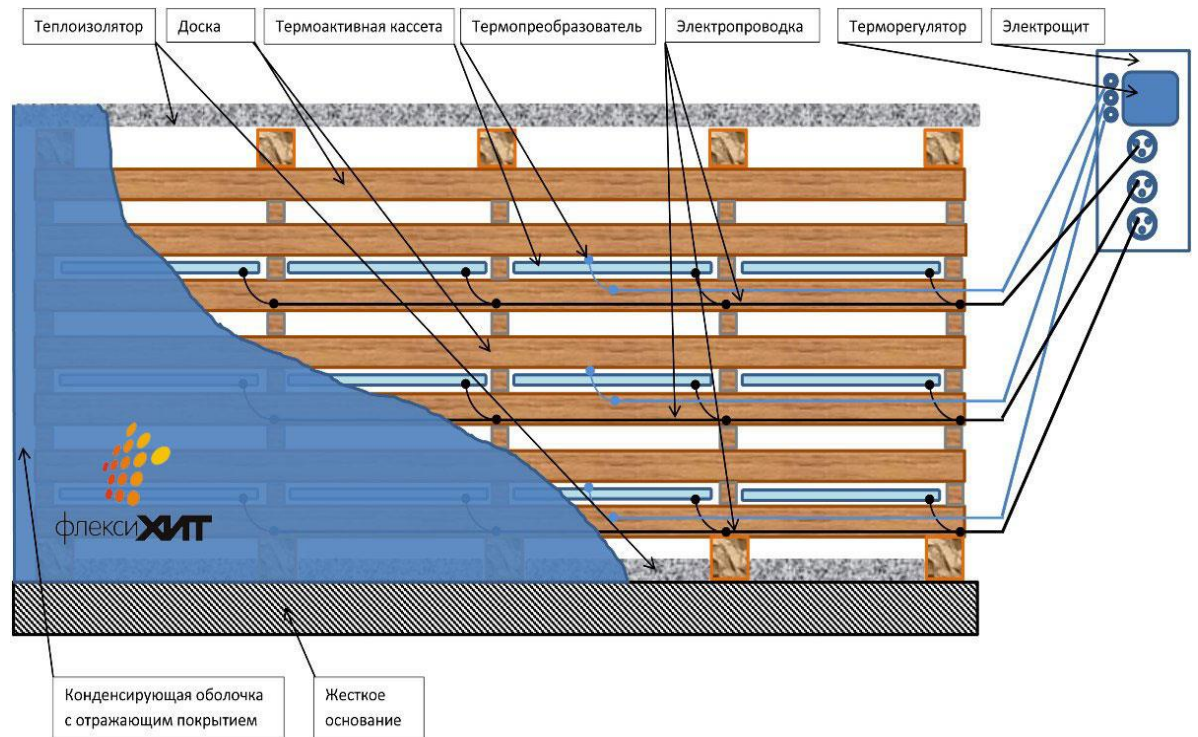 Теплоизолятор
Доска
Термоактивная кассета
Термопреобразователь
Электропроводка
Терморегулятор
Электрощит
флексиХИТ
Конденсирующая оболочка
с отражающим покрытием
Жесткое
основание